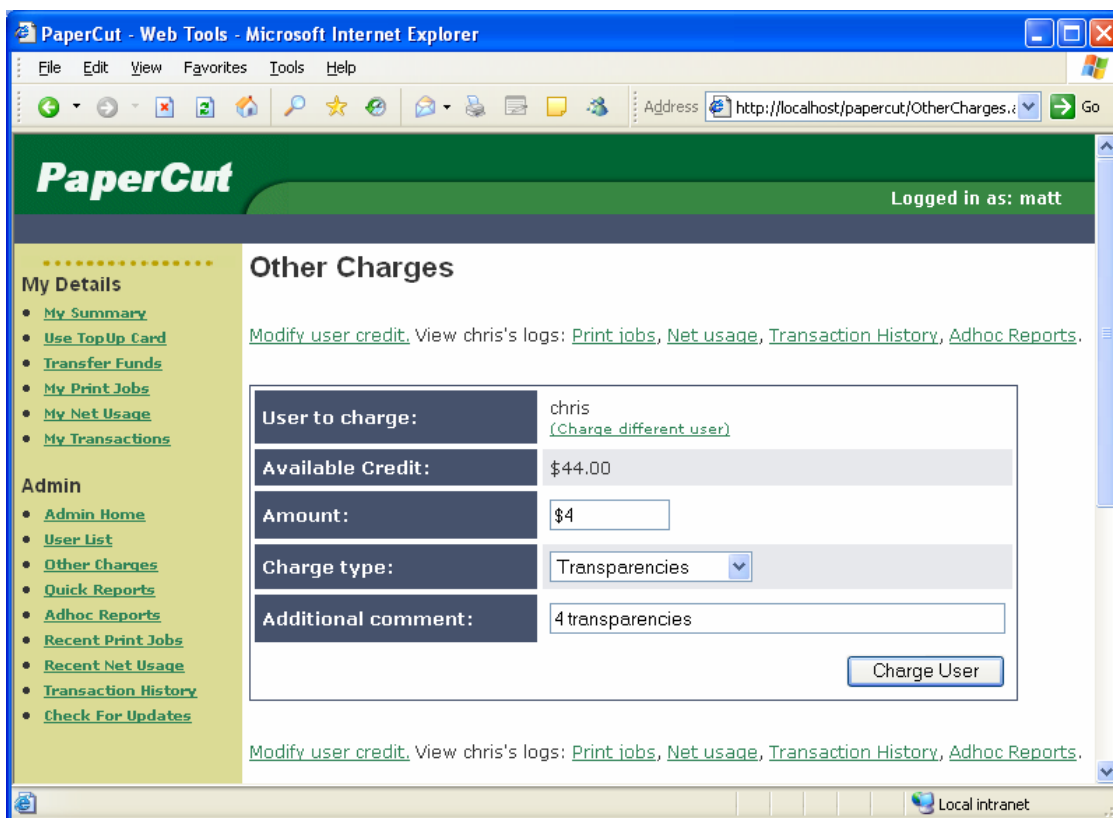 PaperCut - Web Tools - Microsoft Internet Explorer
File Edit View Favorites Tools Help
Address http://localhost/papercut/OtherCharges.a Go
PaperCut
Logged in as: matt
My Details
My Summary
Use TopUp Card
Transfer Funds
My Print Jobs
My Net Usage
My Transactions
Admin
Admin Home
User List
Other Charges
Quick Reports
Adhoc Reports
Recent Print Jobs
Recent Net Usage
Transaction History
Check For Updates
Other Charges
Modify user credit. View chris's logs: Print jobs, Net usage, Transaction History, Adhoc Reports.
User to charge: chris
(Charge different user)
Available Credit: $44.00
Amount: $4
Charge type: Transparencies
Additional comment: 4 transparencies
Charge User
Modify user credit. View chris's logs: Print jobs, Net usage, Transaction History, Adhoc Reports.
Local intranet